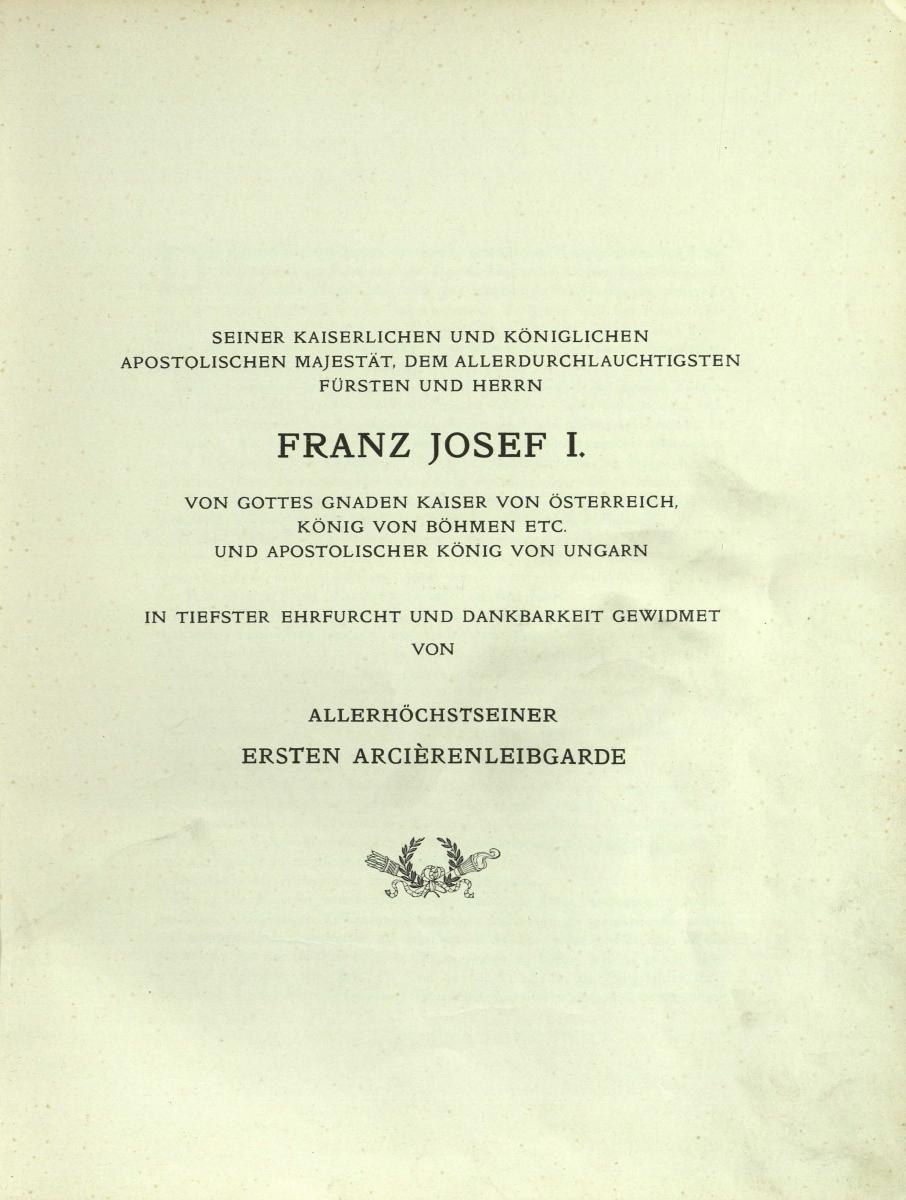 SEINER KAISERLICHEN UND KÖNIGLICHEN
APOSTOLISCHEN MAJESTÄT, DEM ALLERDURCHLAUCHTIGSTEN
FÜRSTEN UND HERRN
FRANZ JOSEF I.
VON GOTTES GNADEN KAISER VON ÖSTERREICH,
KÖNIG VON BÖHMEN ETC.
UND APOSTOLISCHER KÖNIG VON UNGARN
IN TIEFSTER EHRFURCHT UND DANKBARKEIT GEWIDMET
VON
ALLERHÖCHSTSEINER
ERSTEN ARCIÈRENLEIBGARDE